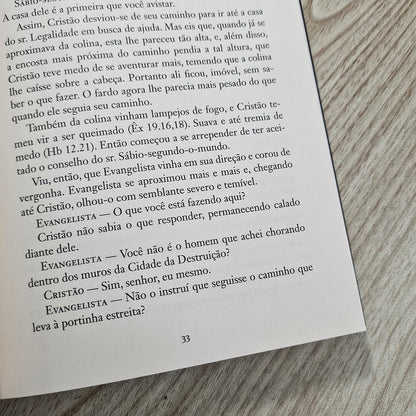 A casa dele é a primeira que você avistar.
Assim, Cristão desviou-se de seu caminho para ir até a casa
do sr. Legalidade em busca de ajuda. Mas eis que, quando já se
aproximava da colina, esta lhe pareceu tão alta, e, além disso,
a encosta mais próxima do caminho pendia a tal altura, que
Cristão teve medo de se aventurar mais, temendo que a colina
lhe caísse sobre a cabeça. Portanto ali ficou, imóvel, sem sa-
ber o que fazer. O fardo agora lhe parecia mais pesado do que
quando ele seguia seu caminho.
Também da colina vinham lampejos de fogo, e Cristão te-
meu vir a ser queimado (Êx 19.16,18). Suava e até tremia de
medo (Hb 12.21). Então começou a se arrepender de ter acei-
tado o conselho do sr. Sábio-segundo-o-mundo.
Viu, então, que Evangelista vinha em sua direção e corou de
vergonha. Evangelista se aproximou mais e mais e, chegando
até Cristão, olhou-o com semblante severo e temível.
EVANGELISTA — O que você está fazendo aqui?
Cristão não sabia o que responder, permanecendo calado
diante dele.
EVANGELISTA — Você não é o homem que achei chorando
dentro dos muros da Cidade da Destruição?
CRISTÃO — Sim, senhor, eu mesmo.
EVANGELISTA — Não o instruí que seguisse o caminho que
leva à portinha estreita?
33